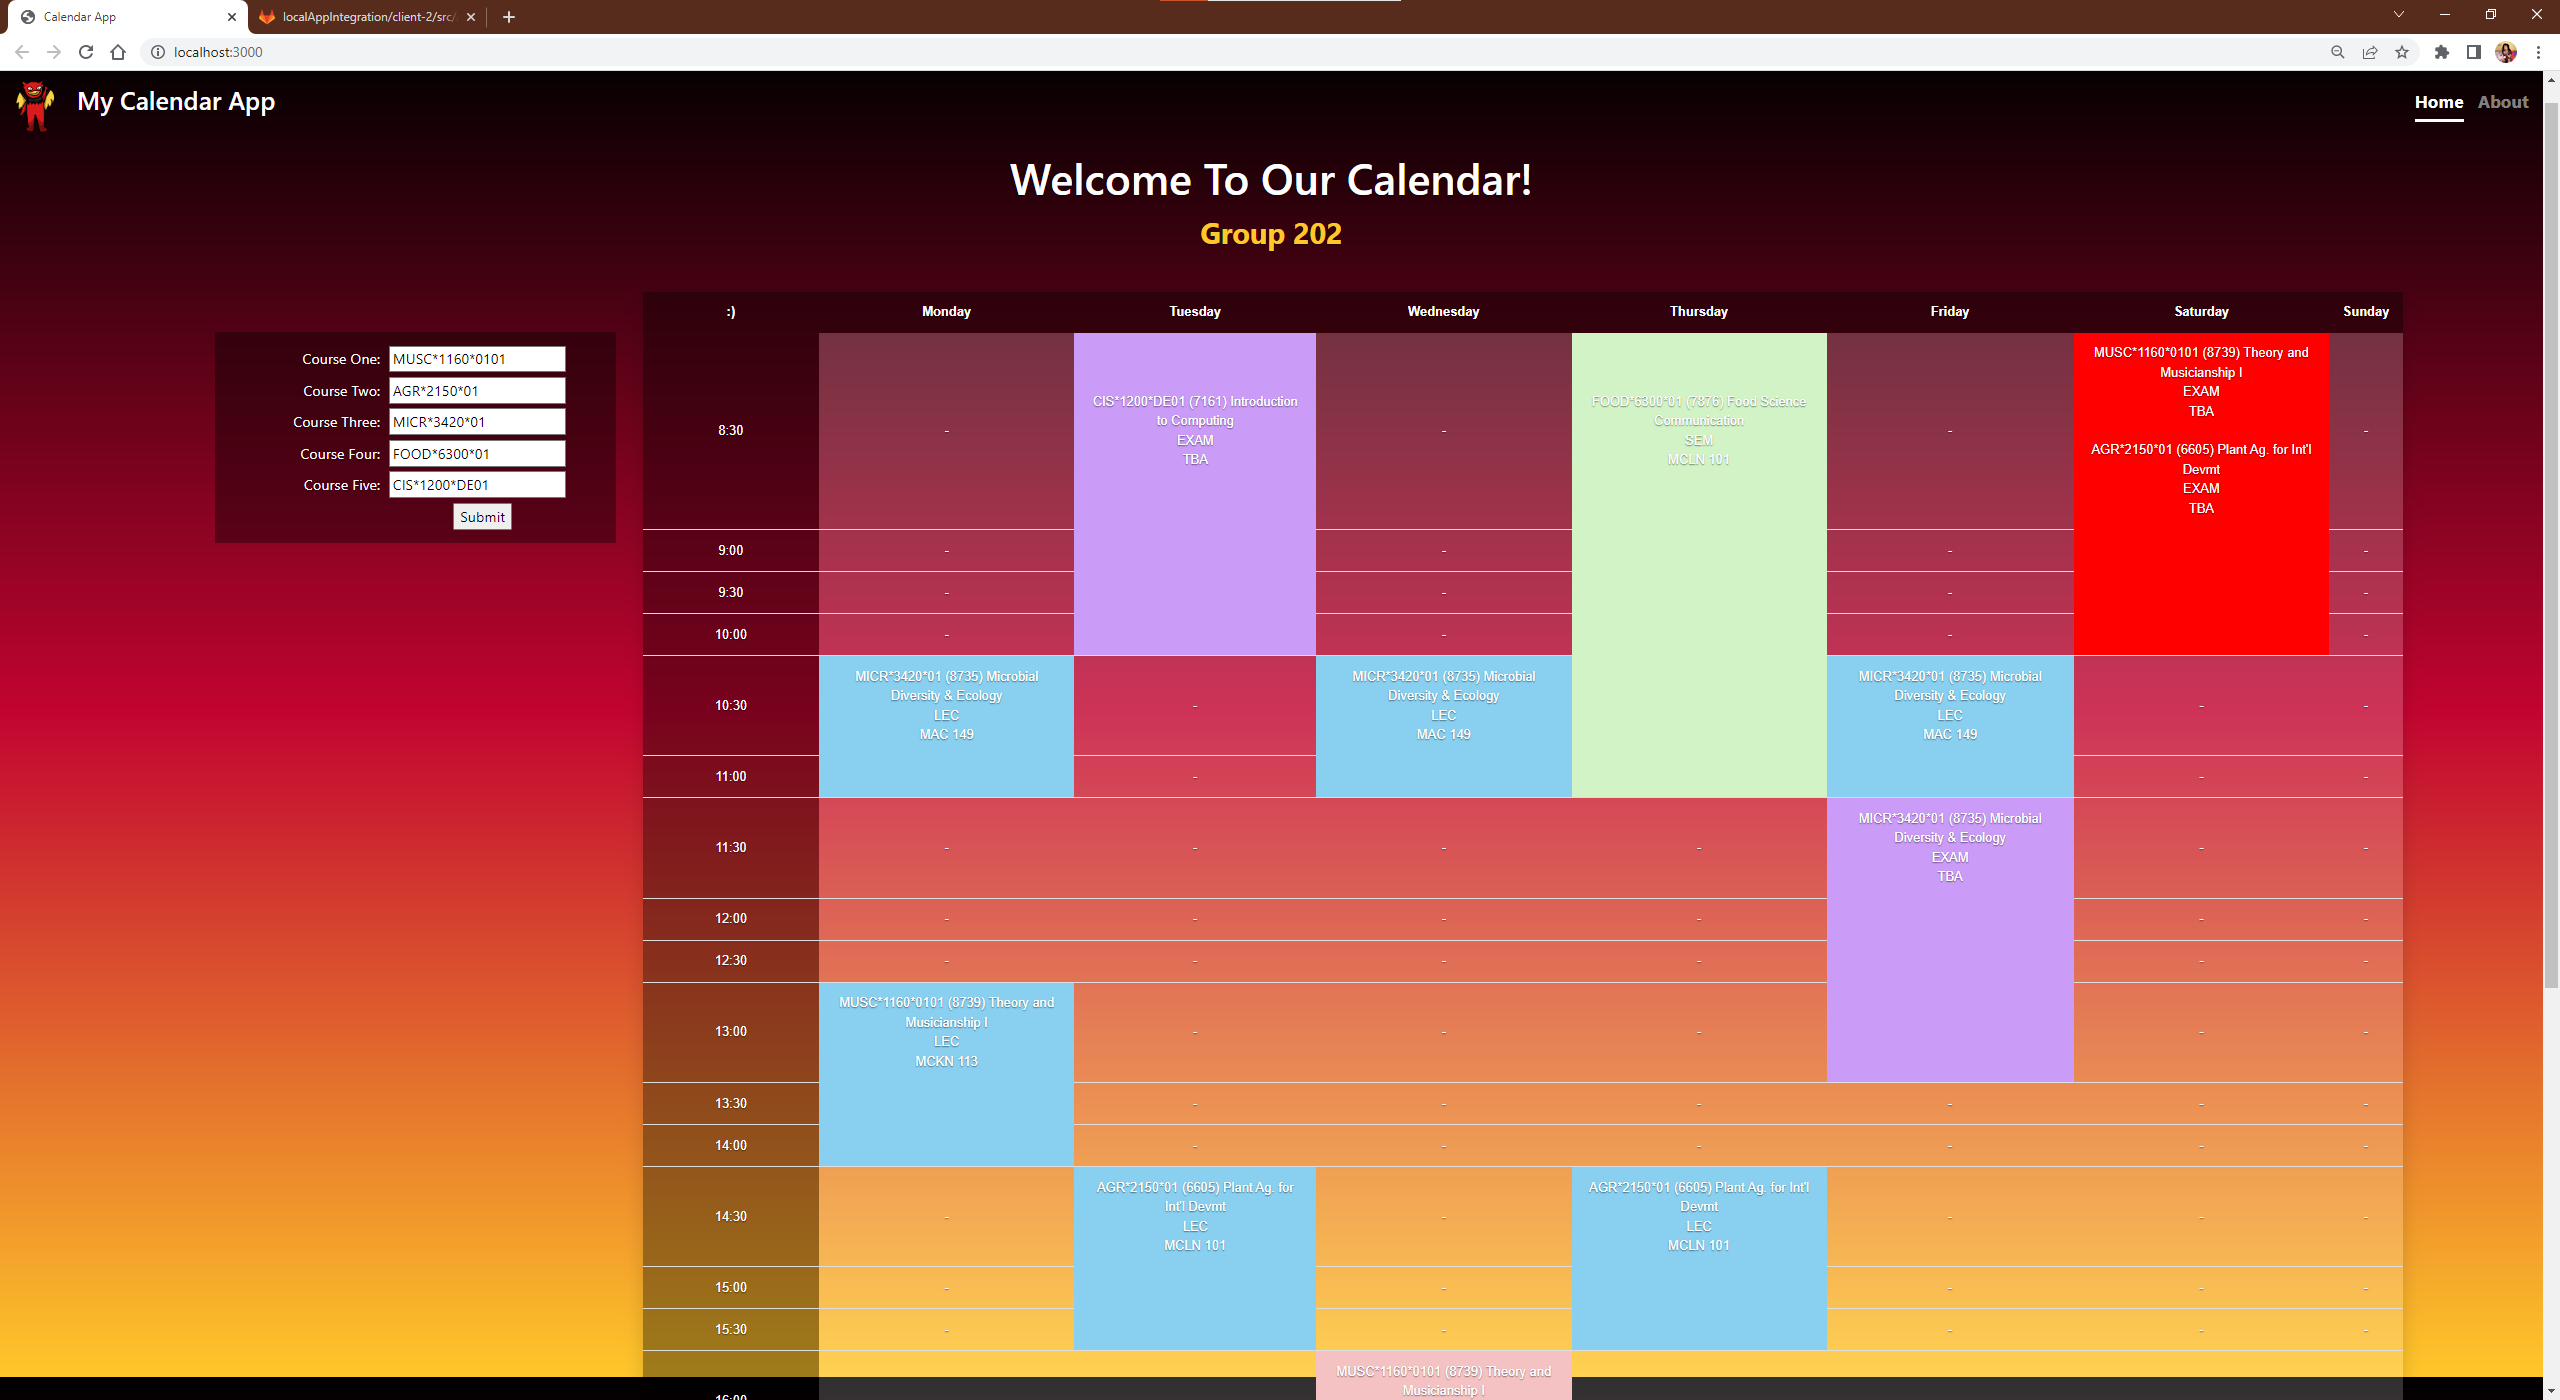 Calendar App
localAppIntegration/client-2/src/
localhost:3000
My Calendar App
Home
About
Welcome To Our Calendar!
Group 202
Course One: MUSC*1160*0101
Course Two: AGR*2150*01
Course Three: MICR*3420*01
Course Four: FOOD*6300*01
Course Five: CIS*1200*DE01
Submit
:) Monday Tuesday Wednesday Thursday Friday Saturday Sunday
8:30
-
CIS*1200*DE01 (7161) Introduction
to Computing
EXAM
TBA
-
FOOD*6300*01 (7876) Food Science
Communication
SEM
MCLN 101
-
MUSC*1160*0101 (8739) Theory and
Musicianship I
EXAM
TBA
AGR*2150*01 (6605) Plant Ag. for Int'l
Devmt
EXAM
TBA
-
9:00 - - - -
9:30 - - - -
10:00 - - - -
10:30
MICR*3420*01 (8735) Microbial
Diversity & Ecology
LEC
MAC 149
-
MICR*3420*01 (8735) Microbial
Diversity & Ecology
LEC
MAC 149
MICR*3420*01 (8735) Microbial
Diversity & Ecology
LEC
MAC 149
- -
11:00 - - -
11:30 - - - -
MICR*3420*01 (8735) Microbial
Diversity & Ecology
EXAM
TBA
- -
12:00 - - - - - -
12:30 - - - - - -
13:00
MUSC*1160*0101 (8739) Theory and
Musicianship I
LEC
MCKN 113
- - - - -
13:30 - - - - - -
14:00 - - - - - -
14:30
-
AGR*2150*01 (6605) Plant Ag. for
Int'l Devmt
LEC
MCLN 101
-
AGR*2150*01 (6605) Plant Ag. for Int'l
Devmt
LEC
MCLN 101
- - -
15:00 - - - - -
15:30 - - - - -
16:00
MUSC*1160*0101 (8739) Theory and
Musicianship I